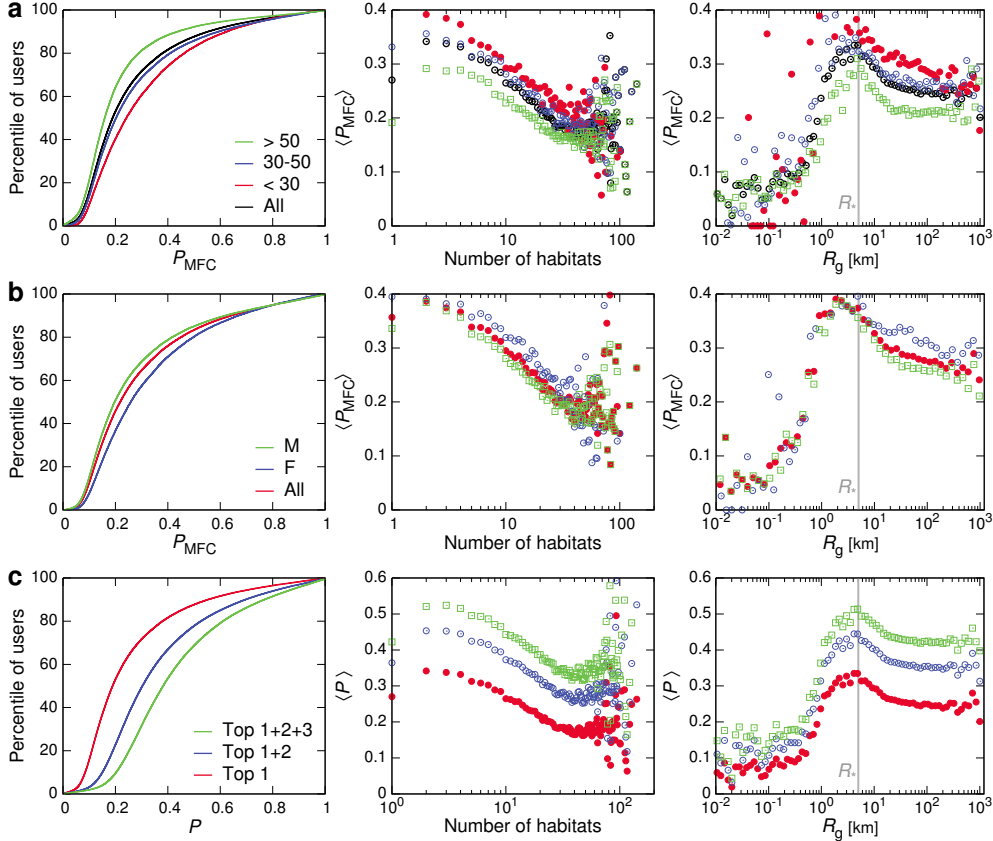 a
Percentile of users
100
80
60
40
20
0
0 0.2 0.4 0.6 0.8 1
P_MFC
> 50
30-50
< 30
All
⟨P_MFC⟩
0.4
0.3
0.2
0.1
0
1 10 100
Number of habitats
⟨P_MFC⟩
0.4
0.3
0.2
0.1
0
10^-2 10^-1 10^0 10^1 10^2 10^3
R_g [km]
R_*
b
Percentile of users
100
80
60
40
20
0
0 0.2 0.4 0.6 0.8 1
P_MFC
M
F
All
⟨P_MFC⟩
0.4
0.3
0.2
0.1
0
1 10 100
Number of habitats
⟨P_MFC⟩
0.4
0.3
0.2
0.1
0
10^-2 10^-1 10^0 10^1 10^2 10^3
R_g [km]
R_*
c
Percentile of users
100
80
60
40
20
0
0 0.2 0.4 0.6 0.8 1
P
Top 1+2+3
Top 1+2
Top 1
⟨P⟩
0.6
0.5
0.4
0.3
0.2
0.1
0
10^0 10^1 10^2
Number of habitats
⟨P⟩
0.6
0.5
0.4
0.3
0.2
0.1
0
10^-2 10^-1 10^0 10^1 10^2 10^3
R_g [km]
R_*